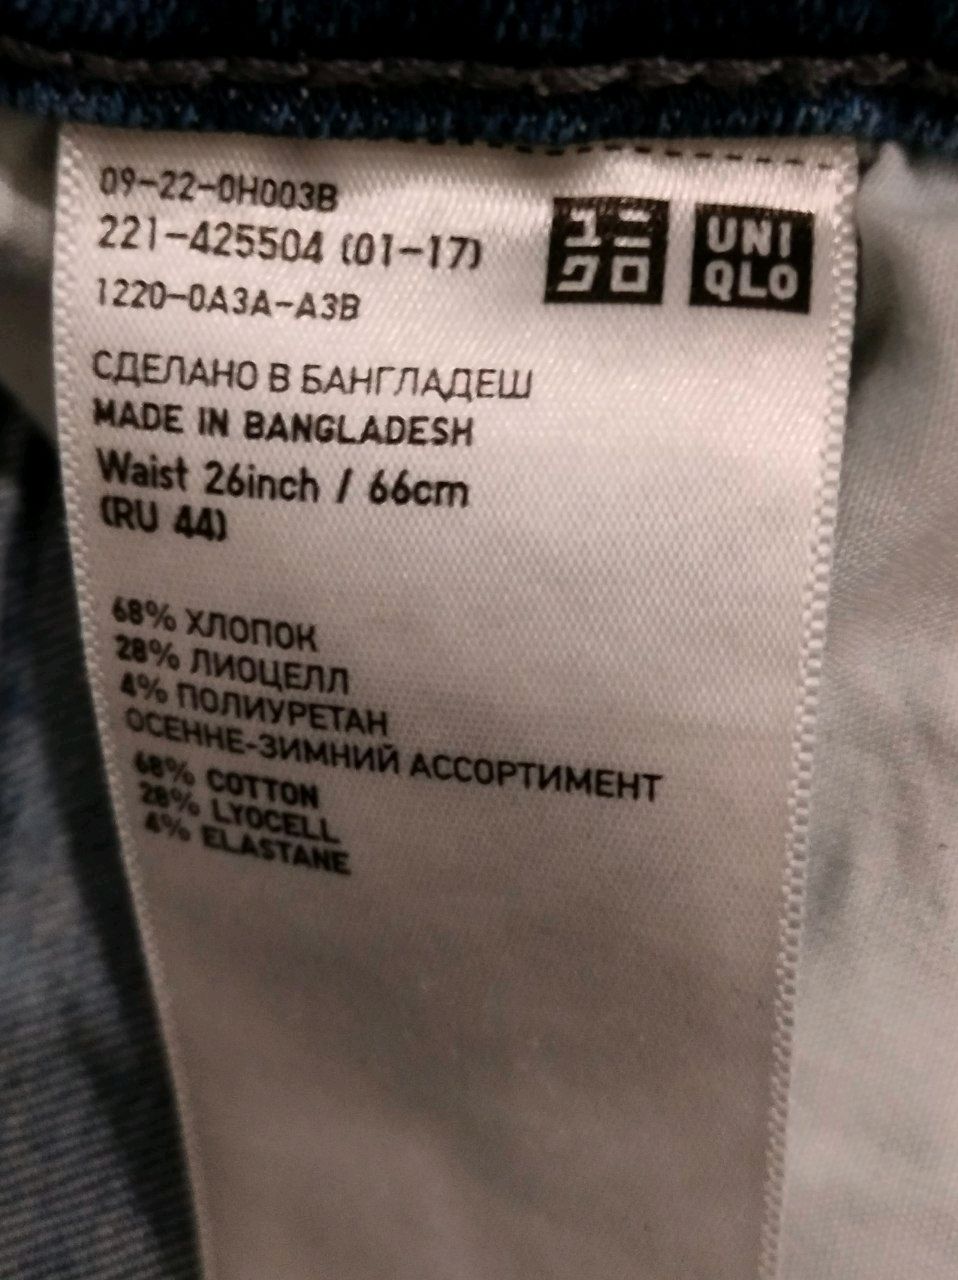 09-22-0H003B
221-425504 (01-17)
ユニ
クロ
UNI
QLO
1220-0A3A-A3B
СДЕЛАНО В БАНГЛАДЕШ
MADE IN BANGLADESH
Waist 26inch / 66cm
(RU 44)
68% ХЛОПОК
28% ЛИОЦЕЛЛ
4% ПОЛИУРЕТАН
ОСЕННЕ-ЗИМНИЙ АССОРТИМЕНТ
68% COTTON
28% LYOCELL
4% ELASTANE